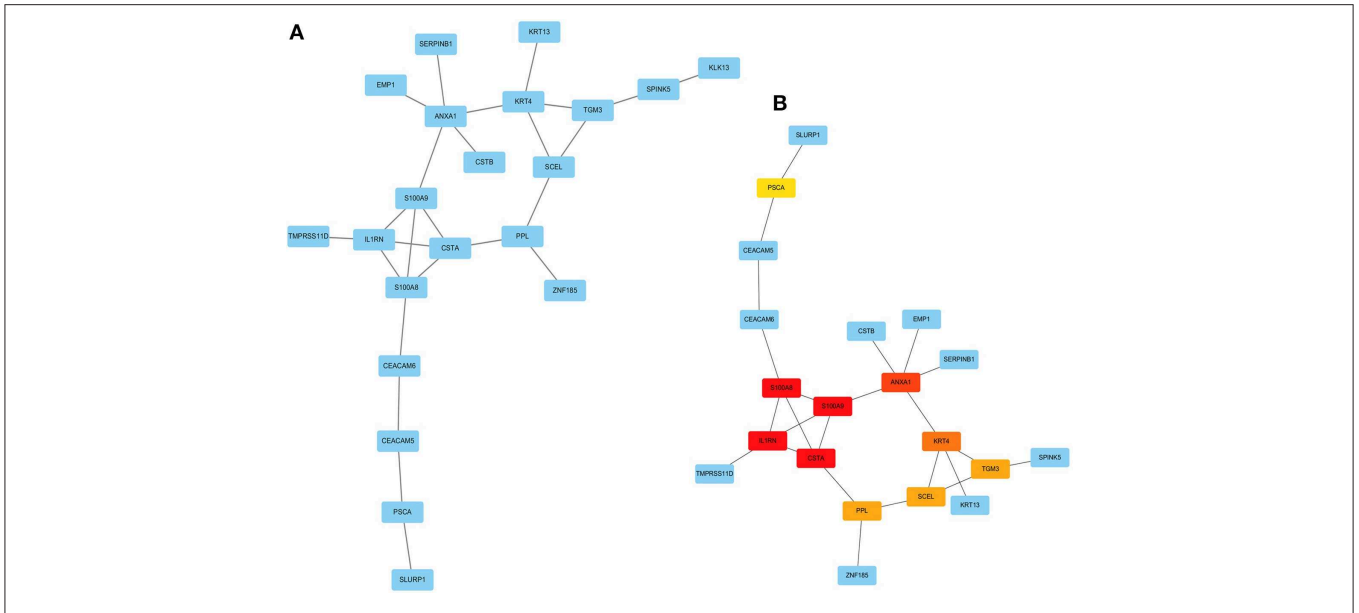 A
KRT13
SERPINB1
KLK13
EMP1
SPINK5
KRT4
TGM3
ANXA1
CSTB
SCEL
S100A9
TMPRSS11D
IL1RN
CSTA
PPL
S100A8
ZNF185
CEACAM6
CEACAM5
PSCA
SLURP1
B
SLURP1
PSCA
CEACAM5
CEACAM6
EMP1
CSTB
SERPINB1
ANXA1
S100A8
S100A9
IL1RN
KRT4
CSTA
TGM3
SPINK5
TMPRSS11D
SCEL
KRT13
PPL
ZNF185